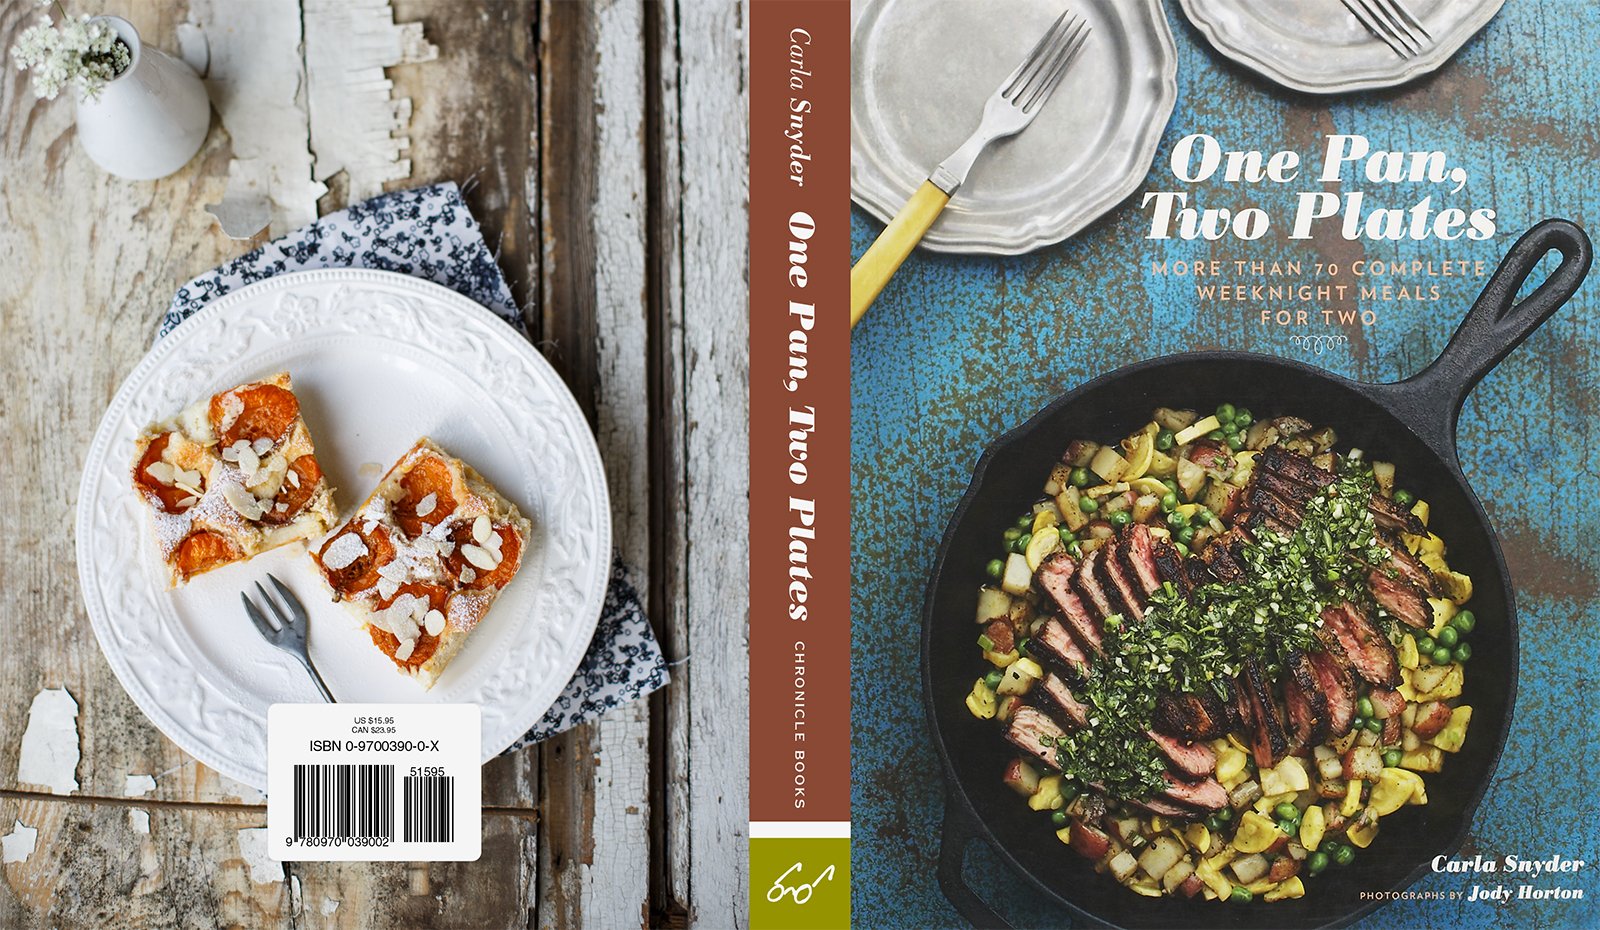 US $15.95
CAN $23.95
ISBN 0-9700390-0-X
51595
9 780970 039002
Carla Snyder One Pan, Two Plates CHRONICLE BOOKS
One Pan,
Two Plates
MORE THAN 70 COMPLETE
WEEKNIGHT MEALS
FOR TWO
Carla Snyder
PHOTOGRAPHS BY Jody Horton